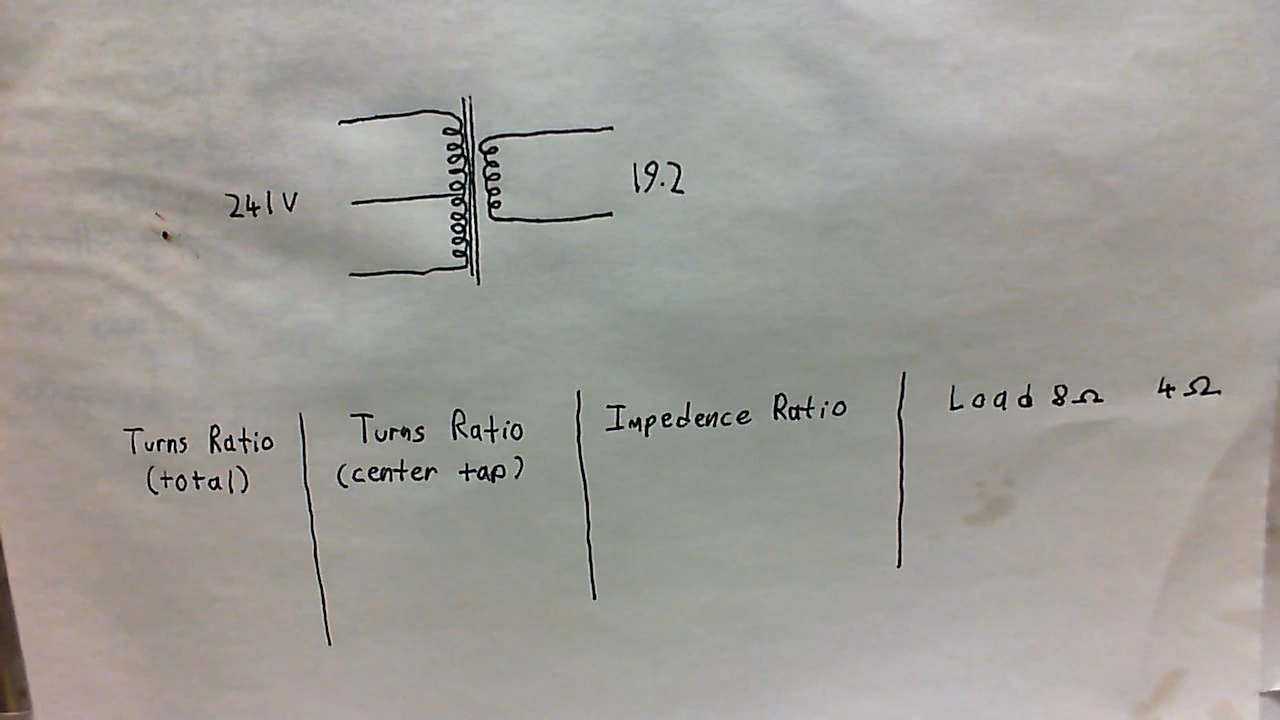 241V
19.2
Turns Ratio
(total)
Turns Ratio
(center tap)
Impedence Ratio
Load 8Ω 4Ω